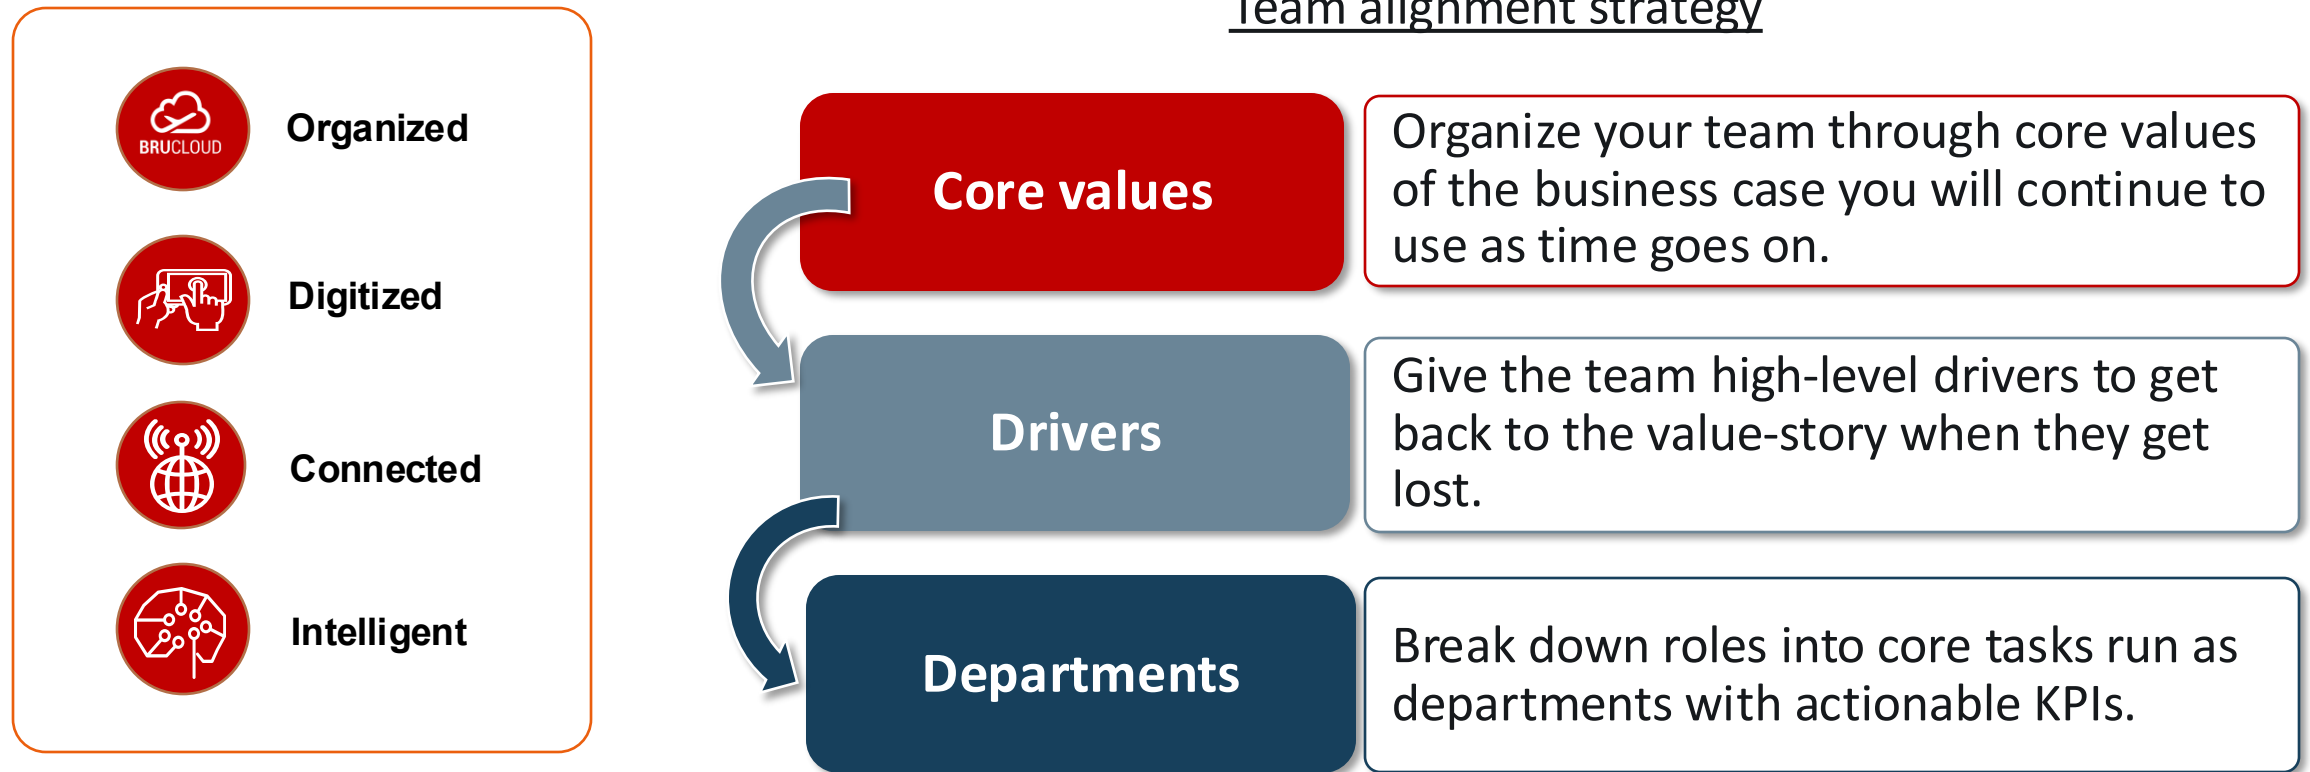 Team alignment strategy
BRUCLOUD
Organized
Digitized
Connected
Intelligent
Core values
Organize your team through core values
of the business case you will continue to
use as time goes on.
Drivers
Give the team high-level drivers to get
back to the value-story when they get
lost.
Departments
Break down roles into core tasks run as
departments with actionable KPIs.